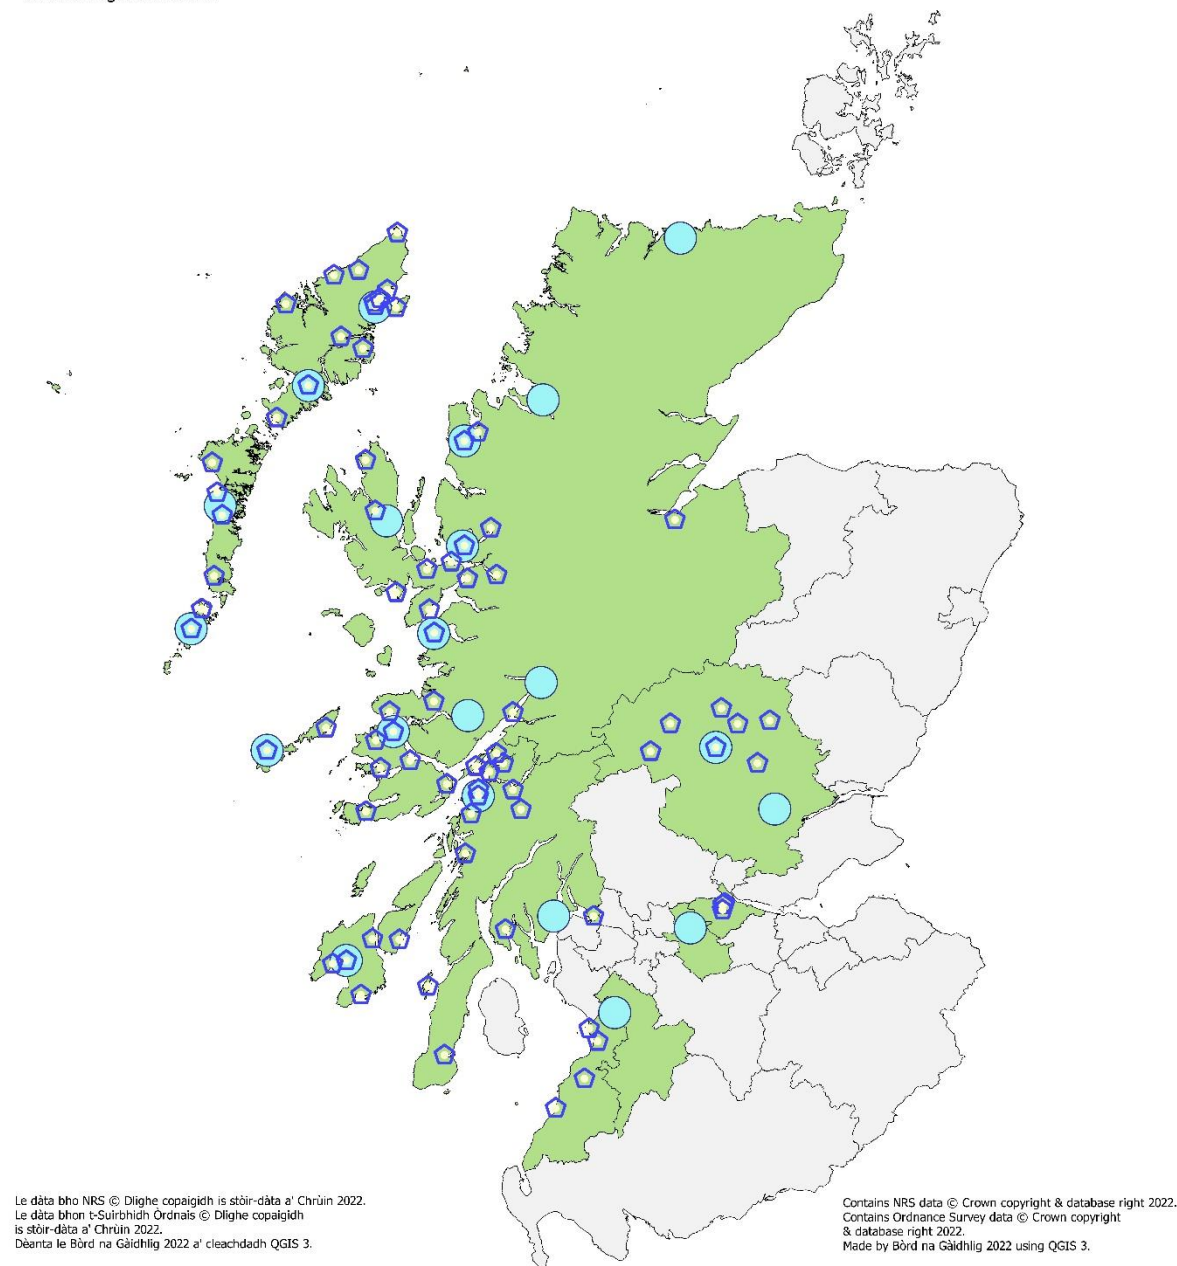 Le dàta bho NRS © Dlighe copaigidh is stòir-dàta a' Chrùin 2022.
Le dàta bhon t-Suirbhidh Òrdnais © Dlighe copaigidh
is stòir-dàta a' Chrùin 2022.
Dèanta le Bòrd na Gàidhlig 2022 a' cleachdadh QGIS 3.
Contains NRS data © Crown copyright & database right 2022.
Contains Ordnance Survey data © Crown copyright
& database right 2022.
Made by Bòrd na Gàidhlig 2022 using QGIS 3.